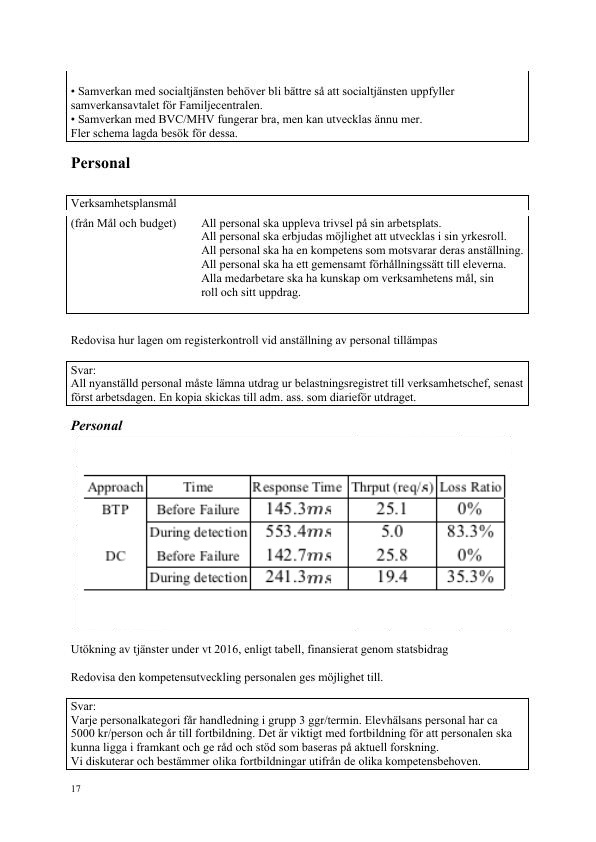 • Samverkan med socialtjänsten behöver bli bättre så att socialtjänsten uppfyller
samverkansavtalet för Familjecentralen.
• Samverkan med BVC/MHV fungerar bra, men kan utvecklas ännu mer.
Fler schema lagda besök för dessa.
Personal
Verksamhetsplansmål
(från Mål och budget) All personal ska uppleva trivsel på sin arbetsplats.
All personal ska erbjudas möjlighet att utvecklas i sin yrkesroll.
All personal ska ha en kompetens som motsvarar deras anställning.
All personal ska ha ett gemensamt förhållningssätt till eleverna.
Alla medarbetare ska ha kunskap om verksamhetens mål, sin
roll och sitt uppdrag.
Redovisa hur lagen om registerkontroll vid anställning av personal tillämpas
Svar:
All nyanställd personal måste lämna utdrag ur belastningsregistret till verksamhetschef, senast
först arbetsdagen. En kopia skickas till adm. ass. som diarieför utdraget.
Personal
Approach Time Response Time Thrput (req/s) Loss Ratio
BTP Before Failure 145.3ms 25.1 0%
During detection 553.4ms 5.0 83.3%
DC Before Failure 142.7ms 25.8 0%
During detection 241.3ms 19.4 35.3%
Utökning av tjänster under vt 2016, enligt tabell, finansierat genom statsbidrag
Redovisa den kompetensutveckling personalen ges möjlighet till.
Svar:
Varje personalkategori får handledning i grupp 3 ggr/termin. Elevhälsans personal har ca
5000 kr/person och år till fortbildning. Det är viktigt med fortbildning för att personalen ska
kunna ligga i framkant och ge råd och stöd som baseras på aktuell forskning.
Vi diskuterar och bestämmer olika fortbildningar utifrån de olika kompetensbehoven.
17